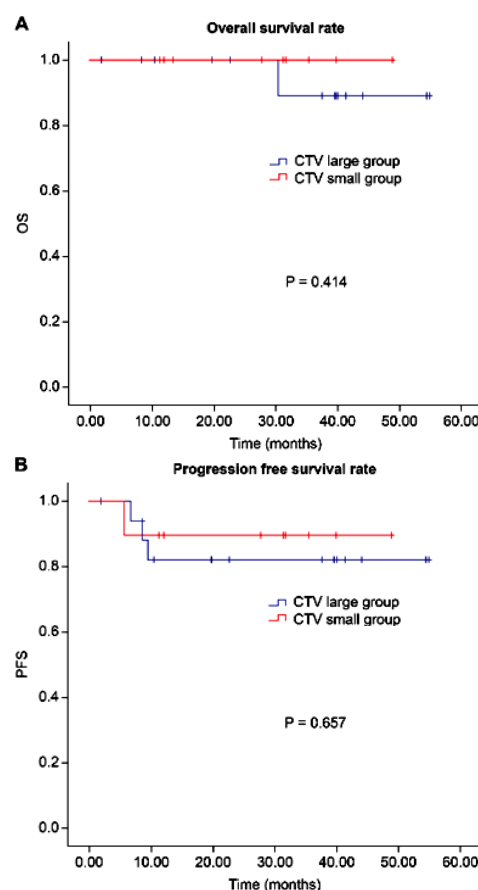 A
Overall survival rate
1.0
0.8
0.6
0.4
0.2
0.0
OS
CTV large group
CTV small group
P = 0.414
0.00 10.00 20.00 30.00 40.00 50.00 60.00
Time (months)
B
Progression free survival rate
1.0
0.8
0.6
0.4
0.2
0.0
PFS
CTV large group
CTV small group
P = 0.657
0.00 10.00 20.00 30.00 40.00 50.00 60.00
Time (months)